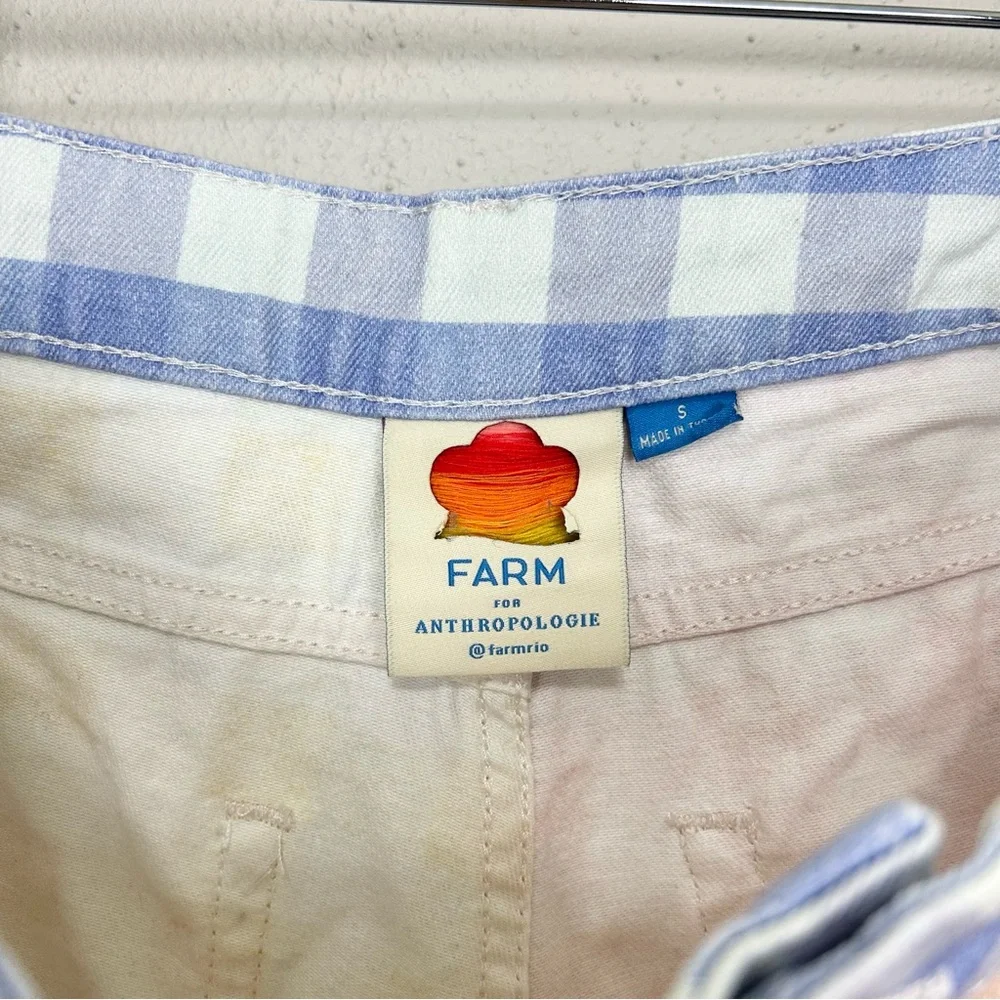 FARM
FOR
ANTHROPOLOGIE
@farmrio
S
MADE IN